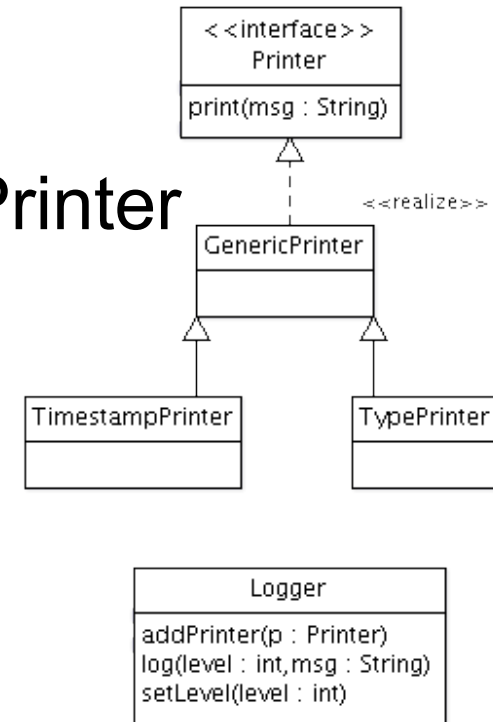 <<interface>>
Printer
print(msg : String)
Printer
<<realize>>
GenericPrinter
TimestampPrinter
TypePrinter
Logger
addPrinter(p : Printer)
log(level : int,msg : String)
setLevel(level : int)